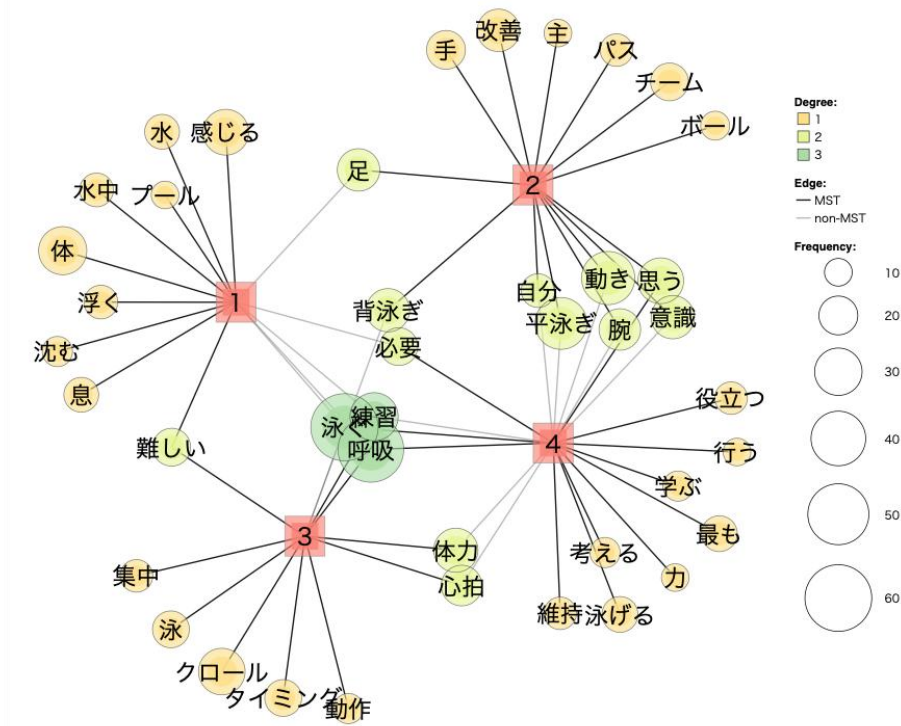 手
改善
主
パス
チーム
ボール
水
感じる
足
2
水中
プール
体
1
浮く
沈む
息
背泳ぎ
必要
自分
動き
思う
平泳ぎ
腕
意識
難しい
泳ぐ
練習
呼吸
4
役立つ
行う
学ぶ
最も
3
体力
心拍
考える
力
維持
泳げる
集中
泳
クロール
タイミング
動作
Degree:
1
2
3
Edge:
MST
non-MST
Frequency:
10
20
30
40
50
60